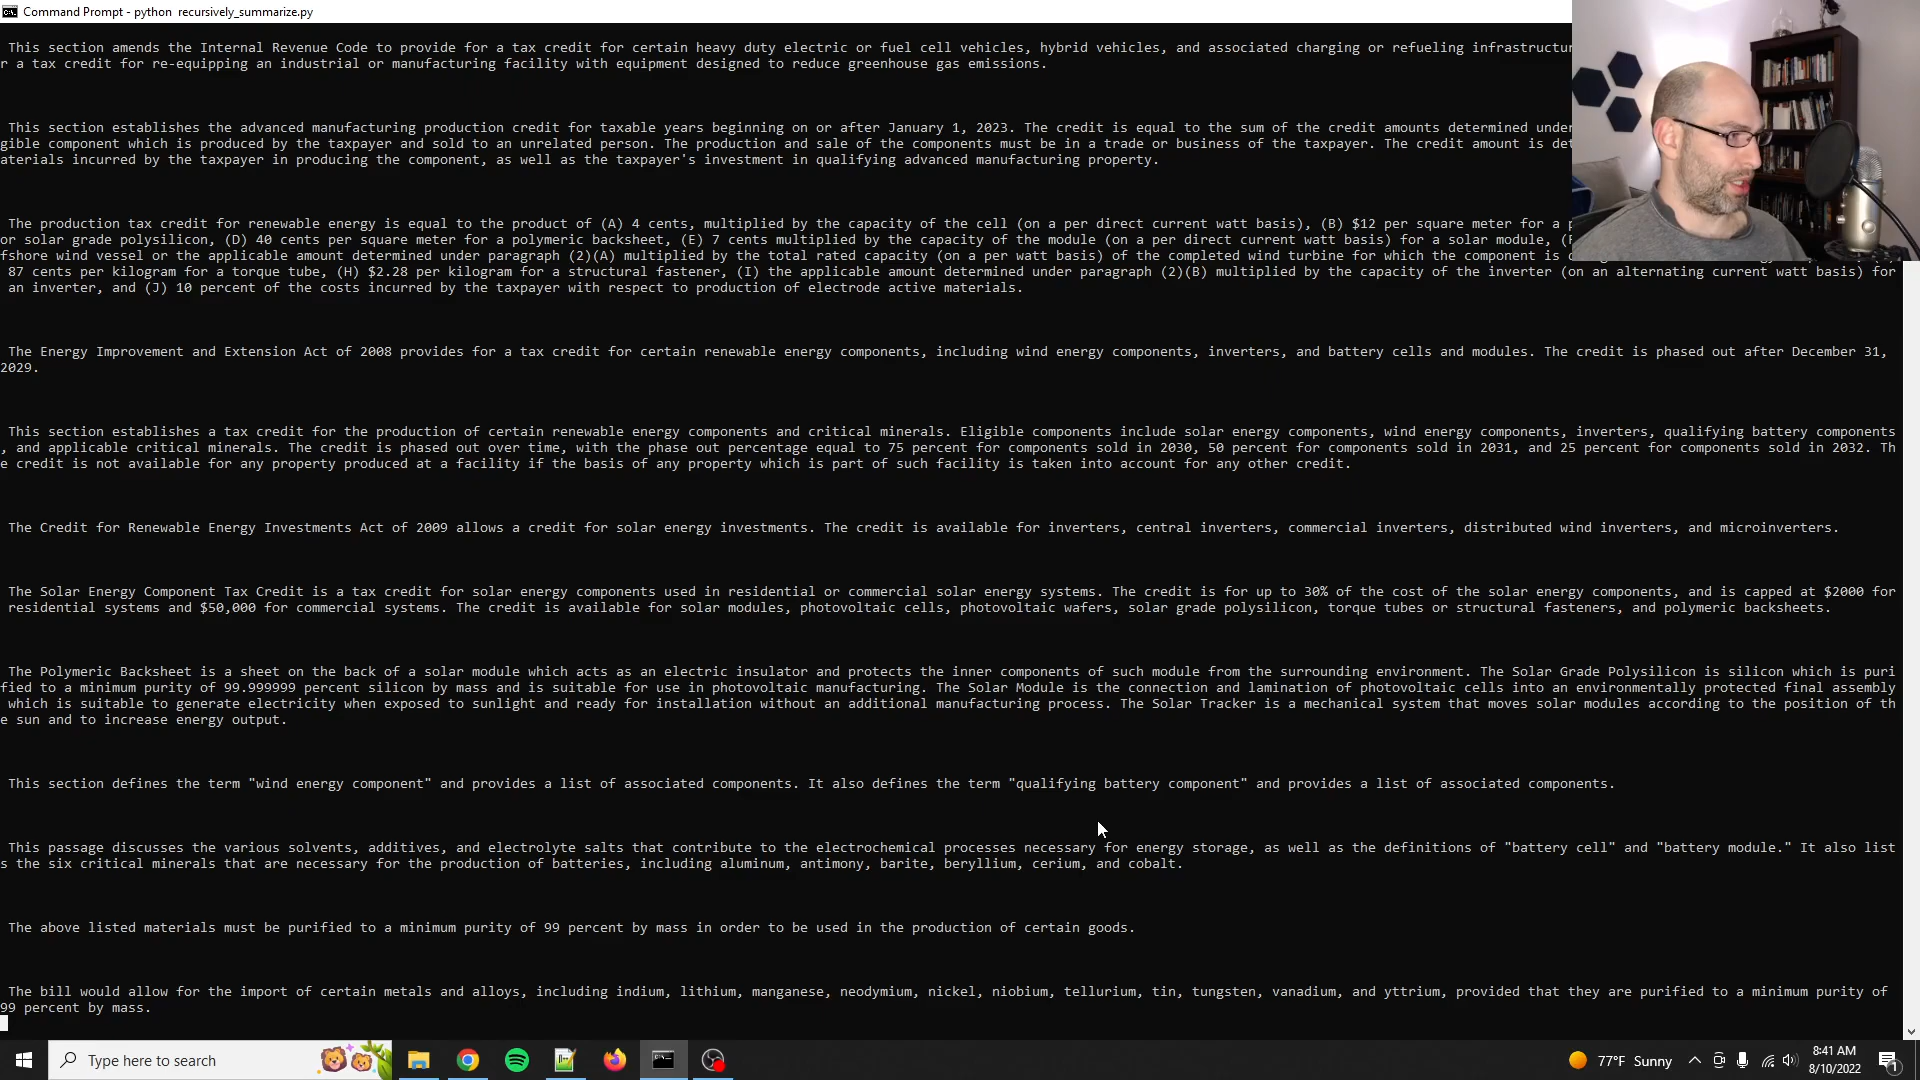 Command Prompt - python  recursively_summarize.py
This section amends the Internal Revenue Code to provide for a tax credit for certain heavy duty electric or fuel cell vehicles, hybrid vehicles, and associated charging or refueling
r a tax credit for re-equipping an industrial or manufacturing facility with equipment designed to reduce greenhouse gas emissions.
This section establishes the advanced manufacturing production credit for taxable years beginning on or after January 1, 2023. The credit is equal to the sum of the credit amounts determined under
gible component which is produced by the taxpayer and sold to an unrelated person. The production and sale of the components must be in a trade or business of the taxpayer. The credit amount is
aterials incurred by the taxpayer in producing the component, as well as the taxpayer's investment in qualifying advanced manufacturing property.
The production tax credit for renewable energy is equal to the product of (A) 4 cents, multiplied by the capacity of the cell (on a per direct current watt basis), (B) $12 per square meter for a
or solar grade polysilicon, (D) 40 cents per square meter for a polymeric backsheet, (E) 7 cents multiplied by the capacity of the module (on a per direct current watt basis) for a solar module,
fshore wind vessel or the applicable amount determined under paragraph (2)(A) multiplied by the total rated capacity (on a per watt basis) of the completed wind turbine for which the component is
87 cents per kilogram for a torque tube, (H) $2.28 per kilogram for a structural fastener, (I) the applicable amount determined under paragraph (2)(B) multiplied by the capacity of the inverter (on an alternating current watt basis) for
an inverter, and (J) 10 percent of the costs incurred by the taxpayer with respect to production of electrode active materials.
The Energy Improvement and Extension Act of 2008 provides for a tax credit for certain renewable energy components, including wind energy components, inverters, and battery cells and modules. The credit is phased out after December 31,
2029.
This section establishes a tax credit for the production of certain renewable energy components and critical minerals. Eligible components include solar energy components, wind energy components, inverters, qualifying battery components
, and applicable critical minerals. The credit is phased out over time, with the phase out percentage equal to 75 percent for components sold in 2030, 50 percent for components sold in 2031, and 25 percent for components sold in 2032. Th
e credit is not available for any property produced at a facility if the basis of any property which is part of such facility is taken into account for any other credit.
The Credit for Renewable Energy Investments Act of 2009 allows a credit for solar energy investments. The credit is available for inverters, central inverters, commercial inverters, distributed wind inverters, and microinverters.
The Solar Energy Component Tax Credit is a tax credit for solar energy components used in residential or commercial solar energy systems. The credit is for up to 30% of the cost of the solar energy components, and is capped at $2000 for
residential systems and $50,000 for commercial systems. The credit is available for solar modules, photovoltaic cells, photovoltaic wafers, solar grade polysilicon, torque tubes or structural fasteners, and polymeric backsheets.
The Polymeric Backsheet is a sheet on the back of a solar module which acts as an electric insulator and protects the inner components of such module from the surrounding environment. The Solar Grade Polysilicon is silicon which is puri
fied to a minimum purity of 99.999999 percent silicon by mass and is suitable for use in photovoltaic manufacturing. The Solar Module is the connection and lamination of photovoltaic cells into an environmentally protected final assembly
which is suitable to generate electricity when exposed to sunlight and ready for installation without an additional manufacturing process. The Solar Tracker is a mechanical system that moves solar modules according to the position of th
e sun and to increase energy output.
This section defines the term "wind energy component" and provides a list of associated components. It also defines the term "qualifying battery component" and provides a list of associated components.
This passage discusses the various solvents, additives, and electrolyte salts that contribute to the electrochemical processes necessary for energy storage, as well as the definitions of "battery cell" and "battery module." It also list
s the six critical minerals that are necessary for the production of batteries, including aluminum, antimony, barite, beryllium, cerium, and cobalt.
The above listed materials must be purified to a minimum purity of 99 percent by mass in order to be used in the production of certain goods.
The bill would allow for the import of certain metals and alloys, including indium, lithium, manganese, neodymium, nickel, niobium, tellurium, tin, tungsten, vanadium, and yttrium, provided that they are purified to a minimum purity of
99 percent by mass.
Type here to search
77°F Sunny
8:41 AM
8/10/2022
1